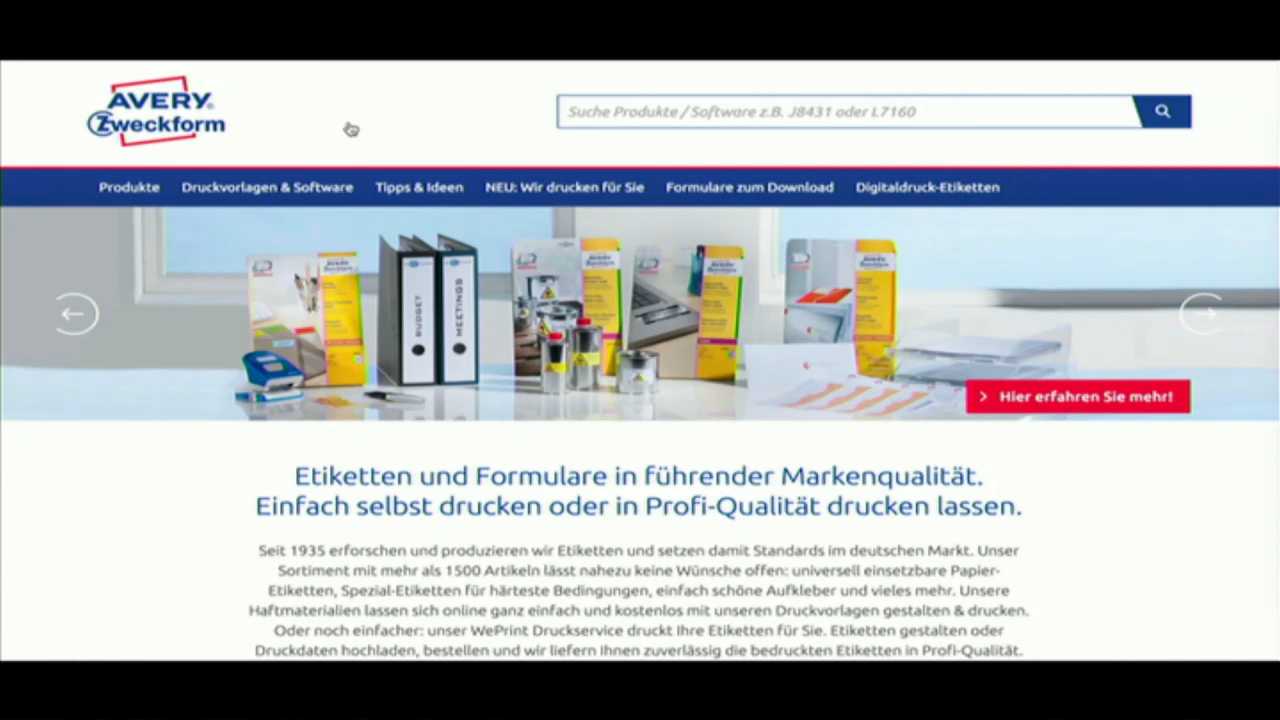 AVERY
Zweckform
Suche Produkte / Software z.B. J8431 oder L7160
Produkte Druckvorlagen & Software Tipps & Ideen NEU: Wir drucken für Sie Formulare zum Download Digitaldruck-Etiketten
BUDGET
MEETINGS
Hier erfahren Sie mehr!
Etiketten und Formulare in führender Markenqualität.
Einfach selbst drucken oder in Profi-Qualität drucken lassen.
Seit 1935 erforschen und produzieren wir Etiketten und setzen damit Standards im deutschen Markt. Unser
Sortiment mit mehr als 1500 Artikeln lässt nahezu keine Wünsche offen: universell einsetzbare Papier-
Etiketten, Spezial-Etiketten für härteste Bedingungen, einfach schöne Aufkleber und vieles mehr. Unsere
Haftmaterialien lassen sich online ganz einfach und kostenlos mit unseren Druckvorlagen gestalten & drucken.
Oder noch einfacher: unser WePrint Druckservice druckt Ihre Etiketten für Sie. Etiketten gestalten oder
Druckdaten hochladen, bestellen und wir liefern Ihnen zuverlässig die bedruckten Etiketten in Profi-Qualität.